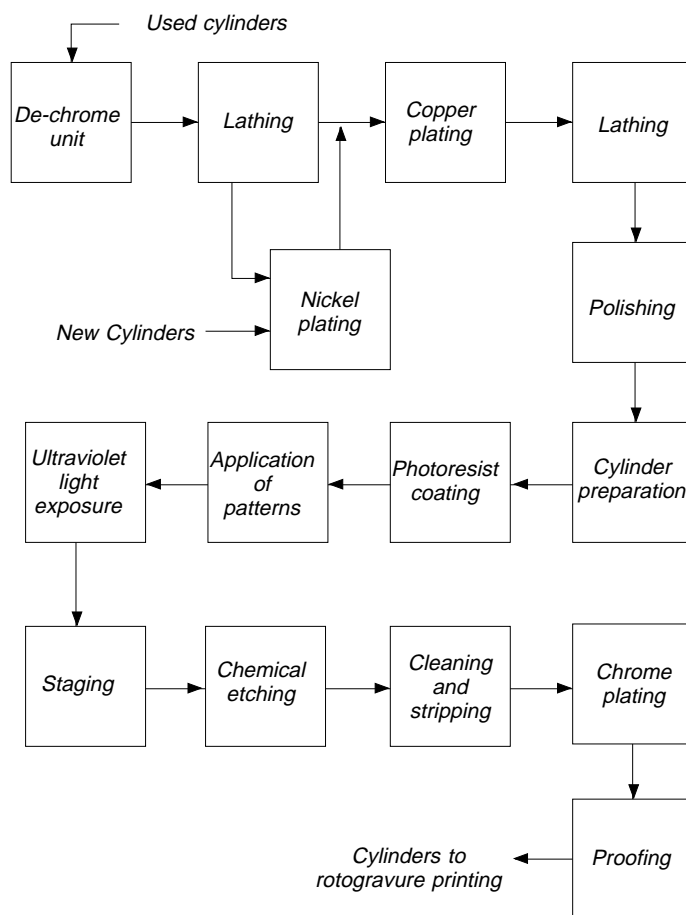 Used cylinders
De-chrome
unit
Lathing
Copper
plating
Lathing
Nickel
plating
New Cylinders
Polishing
Cylinder
preparation
Photoresist
coating
Application
of
patterns
Ultraviolet
light
exposure
Staging
Chemical
etching
Cleaning
and
stripping
Chrome
plating
Proofing
Cylinders to
rotogravure printing